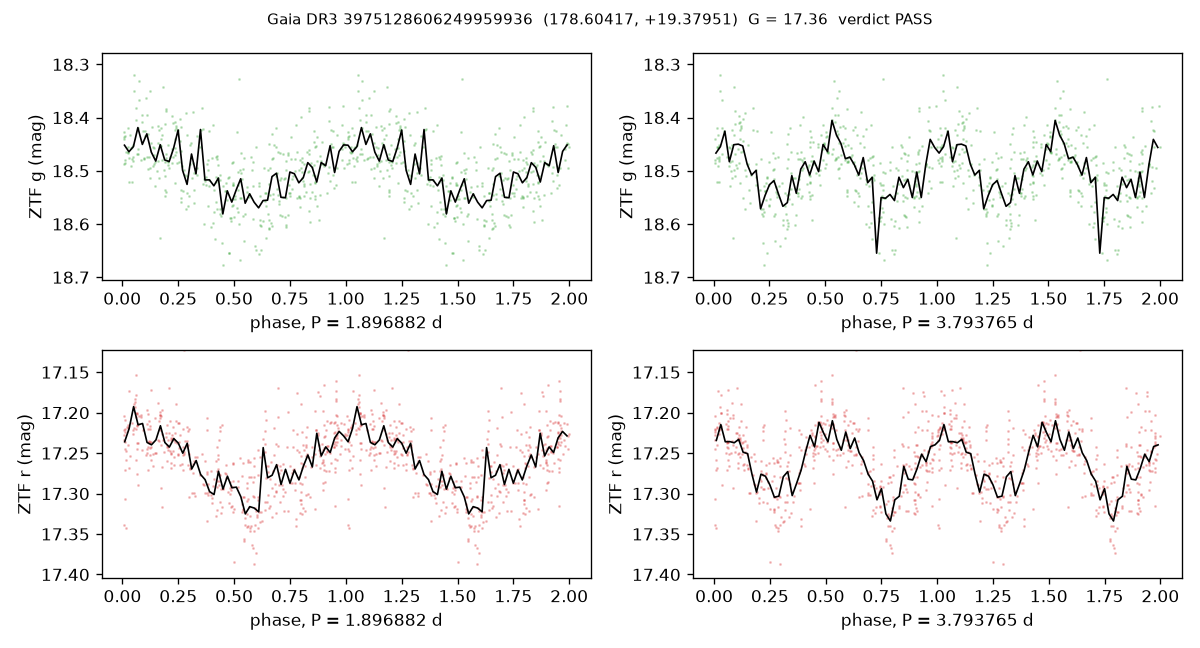 Gaia DR3 3975128606249959936 (178.60417, +19.37951) G = 17.36 verdict PASS
18.3
18.4
18.5
18.6
18.7
ZTF g (mag)
0.00 0.25 0.50 0.75 1.00 1.25 1.50 1.75 2.00
phase, P = 1.896882 d
18.3
18.4
18.5
18.6
18.7
ZTF g (mag)
0.00 0.25 0.50 0.75 1.00 1.25 1.50 1.75 2.00
phase, P = 3.793765 d
17.15
17.20
17.25
17.30
17.35
17.40
ZTF r (mag)
0.00 0.25 0.50 0.75 1.00 1.25 1.50 1.75 2.00
phase, P = 1.896882 d
17.15
17.20
17.25
17.30
17.35
17.40
ZTF r (mag)
0.00 0.25 0.50 0.75 1.00 1.25 1.50 1.75 2.00
phase, P = 3.793765 d